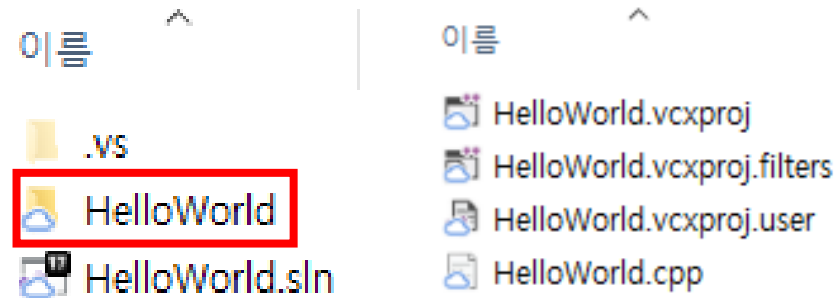 이름
.vs
HelloWorld
HelloWorld.sln
이름
HelloWorld.vcxproj
HelloWorld.vcxproj.filters
HelloWorld.vcxproj.user
HelloWorld.cpp